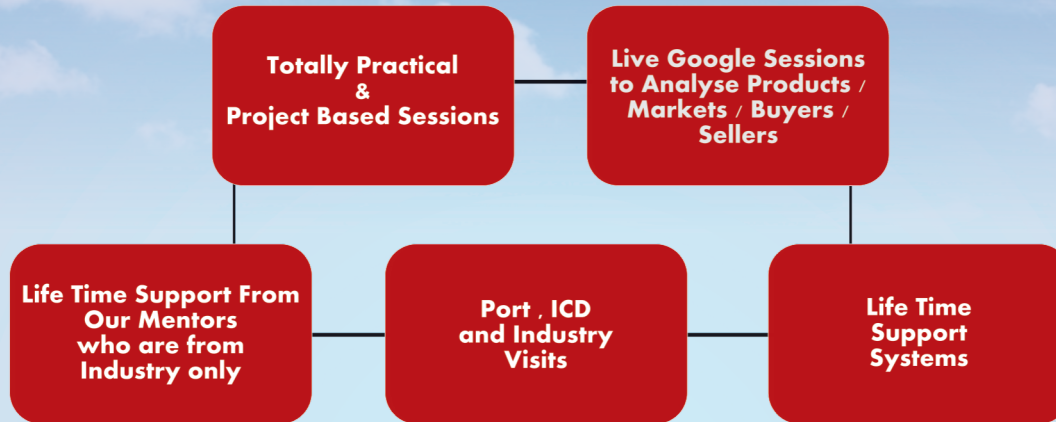 Totally Practical
&
Project Based Sessions
Live Google Sessions
to Analyse Products /
Markets / Buyers /
Sellers
Life Time Support From
Our Mentors
who are from
Industry only
Port , ICD
and Industry
Visits
Life Time
Support
Systems